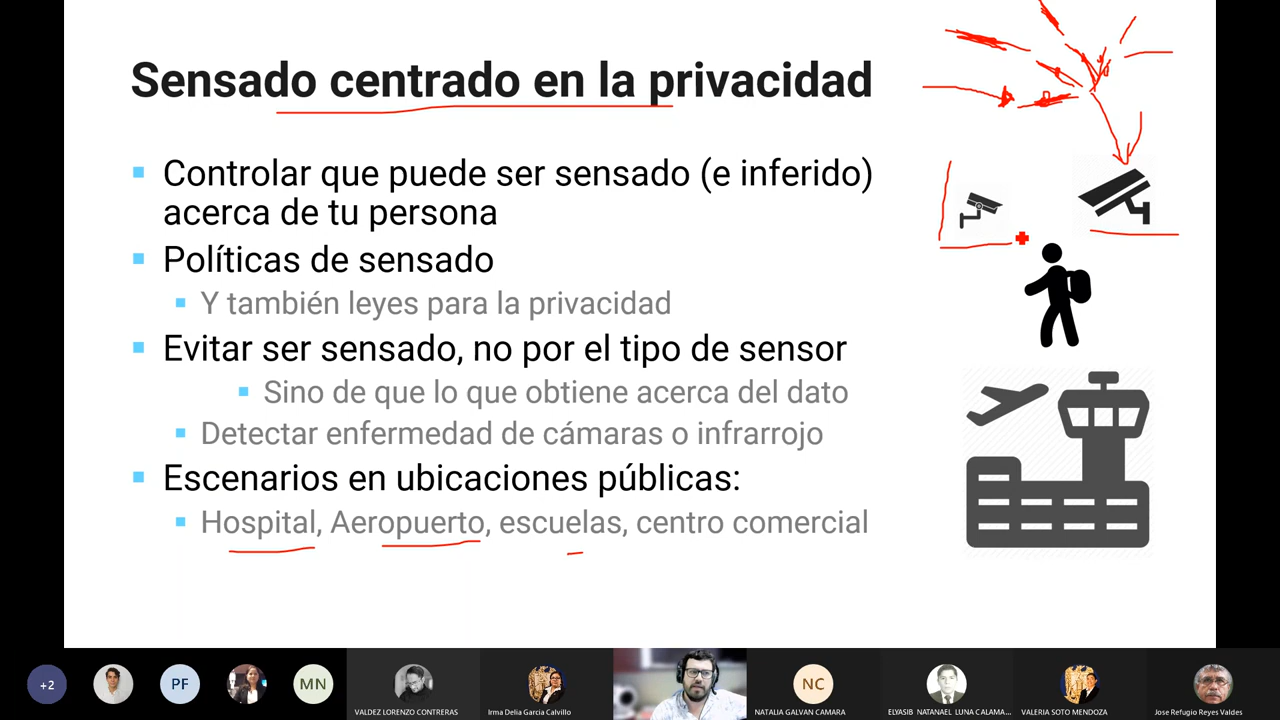 Sensado centrado en la privacidad
Controlar que puede ser sensado (e inferido)
acerca de tu persona
Políticas de sensado
Y también leyes para la privacidad
Evitar ser sensado, no por el tipo de sensor
Sino de que lo que obtiene acerca del dato
Detectar enfermedad de cámaras o infrarrojo
Escenarios en ubicaciones públicas:
Hospital, Aeropuerto, escuelas, centro comercial
+2
PF
MN
NC
VALDEZ LORENZO CONTRERAS
Irma Delia Garcia Calvillo
NATALIA GALVAN CAMARA
ELYASIB NATANAEL LUNA CALAMA...
VALERIA SOTO MENDOZA
Jose Refugio Reyes Valdes